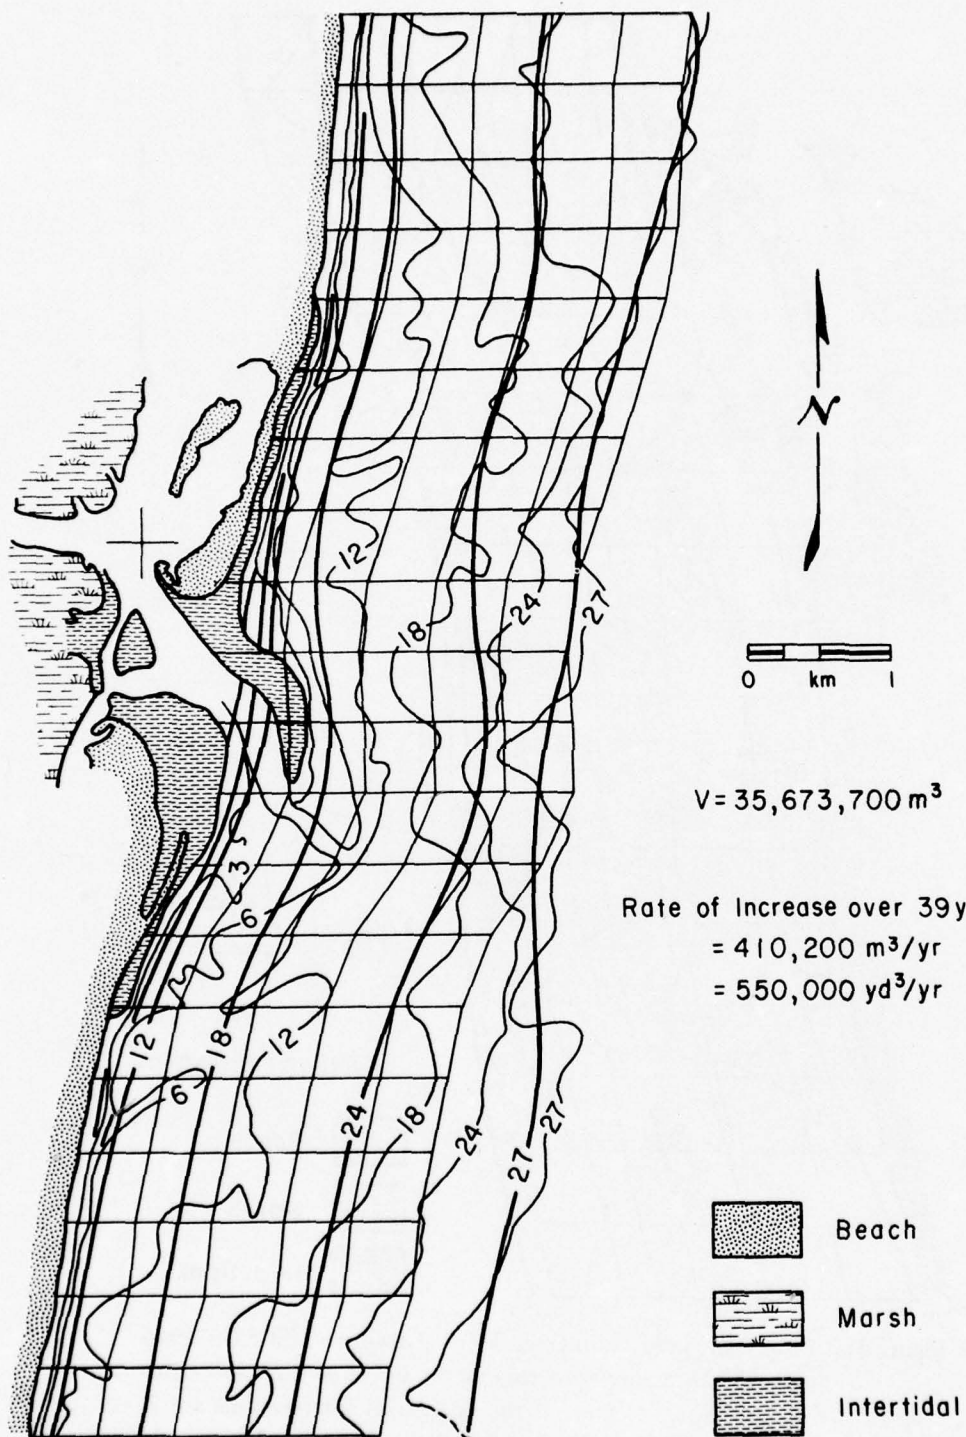 N
12
18
24
27
0 km 1
V = 35,673,700 m³
3
6
Rate of Increase over 39y
= 410,200 m³/yr
= 550,000 yd³/yr
12
18
12
6
24
18
24
27
27
Beach
Marsh
Intertidal